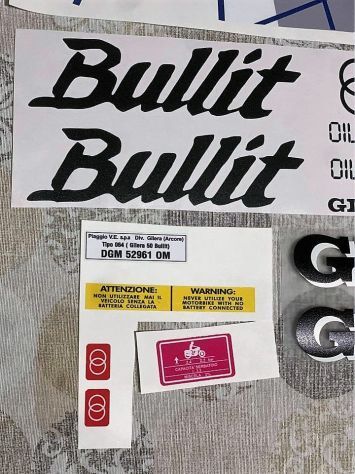 Bullit
Bullit
OIL
OIL
GI
G
G
Piaggio V.E. s.p.a Div. Gilera (Arcore)
Tipo 064 ( Gilera 50 Bullit)
DGM 52961 OM
ATTENZIONE:
NON UTILIZZARE MAI IL
VEICOLO SENZA LA
BATTERIA COLLEGATA
WARNING:
NEVER UTILIZE YOUR
MOTORBIKE WITH NO
BATTERY CONNECTED
CAPACITÀ SERBATOIO